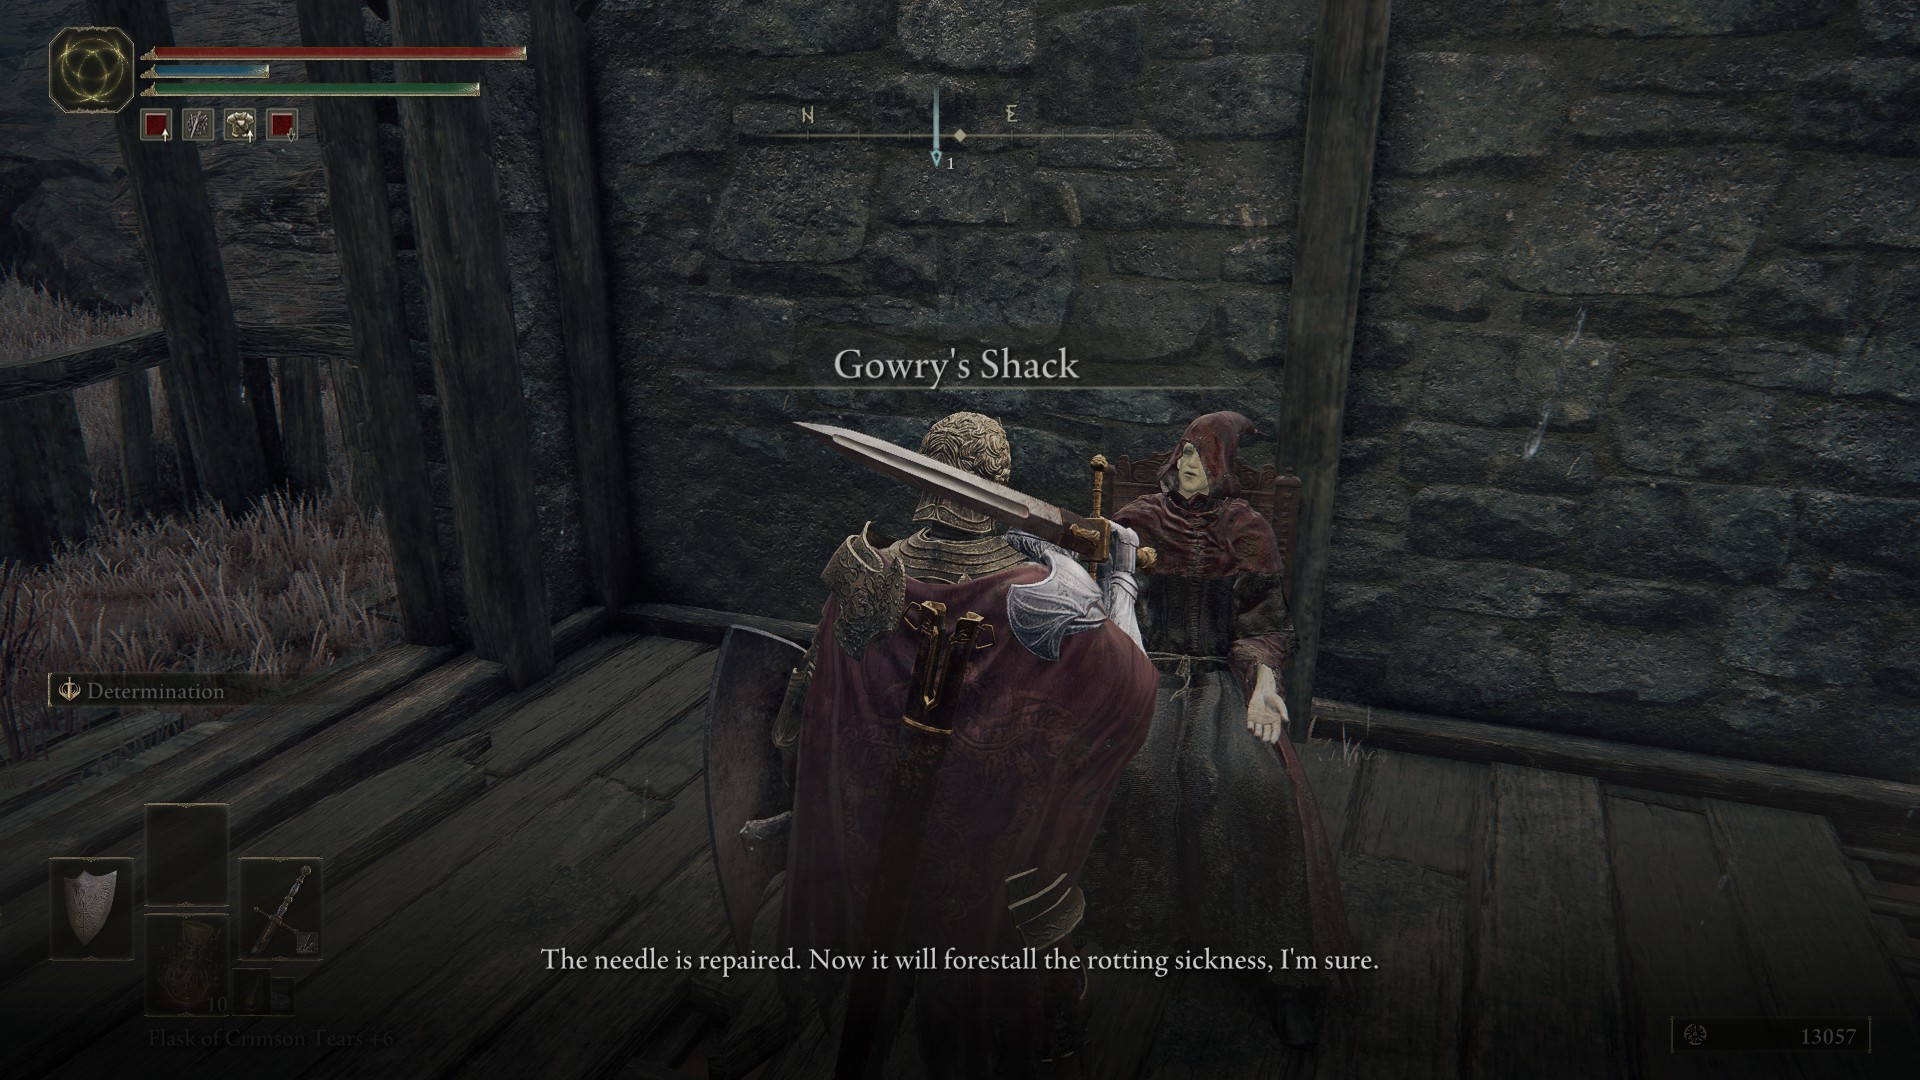 N
E
1
Gowry's Shack
Determination
The needle is repaired. Now it will forestall the rotting sickness, I'm sure.
10
Flask of Crimson Tears +6
13057